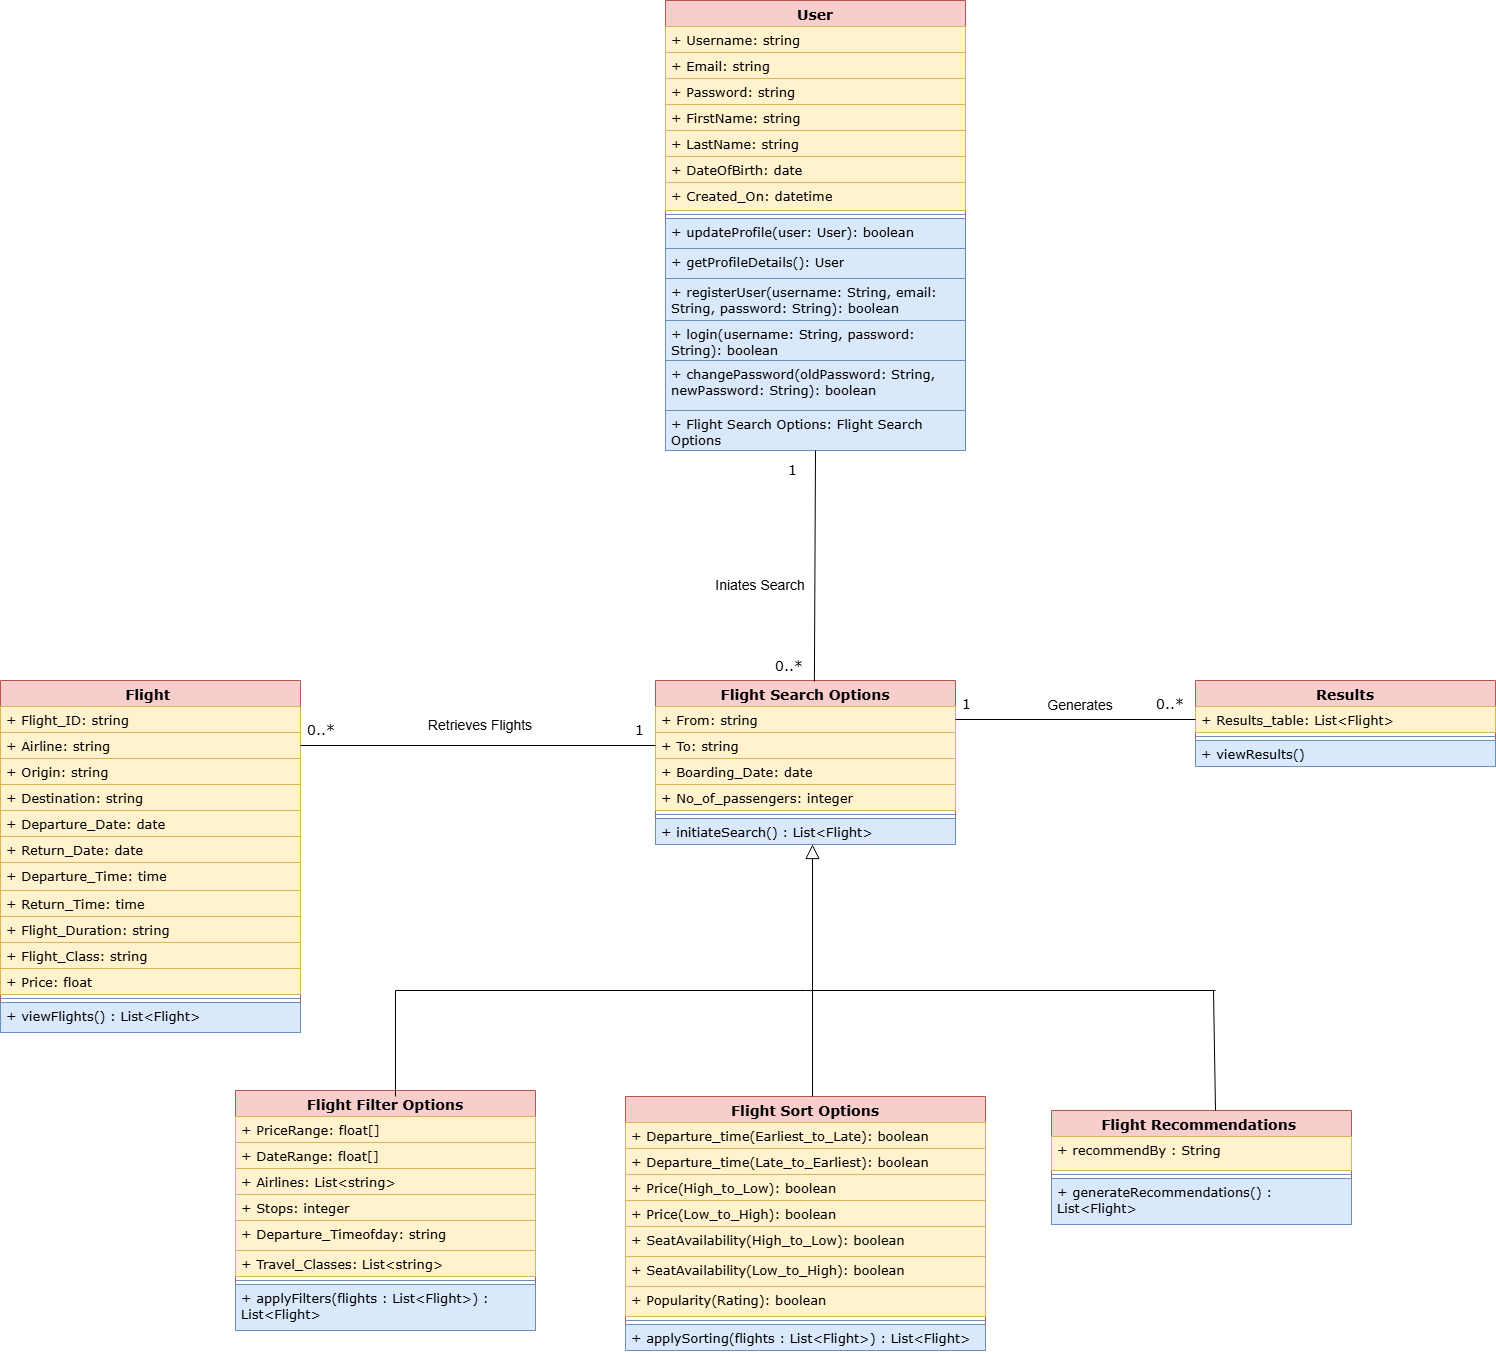 User
+ Username: string
+ Email: string
+ Password: string
+ FirstName: string
+ LastName: string
+ DateOfBirth: date
+ Created_On: datetime
+ updateProfile(user: User): boolean
+ getProfileDetails(): User
+ registerUser(username: String, email:
String, password: String): boolean
+ login(username: String, password:
String): boolean
+ changePassword(oldPassword: String,
newPassword: String): boolean
+ Flight Search Options: Flight Search
Options
1
Iniates Search
0..*
Flight
+ Flight_ID: string
+ Airline: string
+ Origin: string
+ Destination: string
+ Departure_Date: date
+ Return_Date: date
+ Departure_Time: time
+ Return_Time: time
+ Flight_Duration: string
+ Flight_Class: string
+ Price: float
+ viewFlights() : List<Flight>
0..*
Retrieves Flights
1
Flight Search Options
+ From: string
+ To: string
+ Boarding_Date: date
+ No_of_passengers: integer
+ initiateSearch() : List<Flight>
1
Generates
0..*
Results
+ Results_table: List<Flight>
+ viewResults()
Flight Filter Options
+ PriceRange: float[]
+ DateRange: float[]
+ Airlines: List<string>
+ Stops: integer
+ Departure_Timeofday: string
+ Travel_Classes: List<string>
+ applyFilters(flights : List<Flight>) :
List<Flight>
Flight Sort Options
+ Departure_time(Earliest_to_Late): boolean
+ Departure_time(Late_to_Earliest): boolean
+ Price(High_to_Low): boolean
+ Price(Low_to_High): boolean
+ SeatAvailability(High_to_Low): boolean
+ SeatAvailability(Low_to_High): boolean
+ Popularity(Rating): boolean
+ applySorting(flights : List<Flight>) : List<Flight>
Flight Recommendations
+ recommendBy : String
+ generateRecommendations() :
List<Flight>